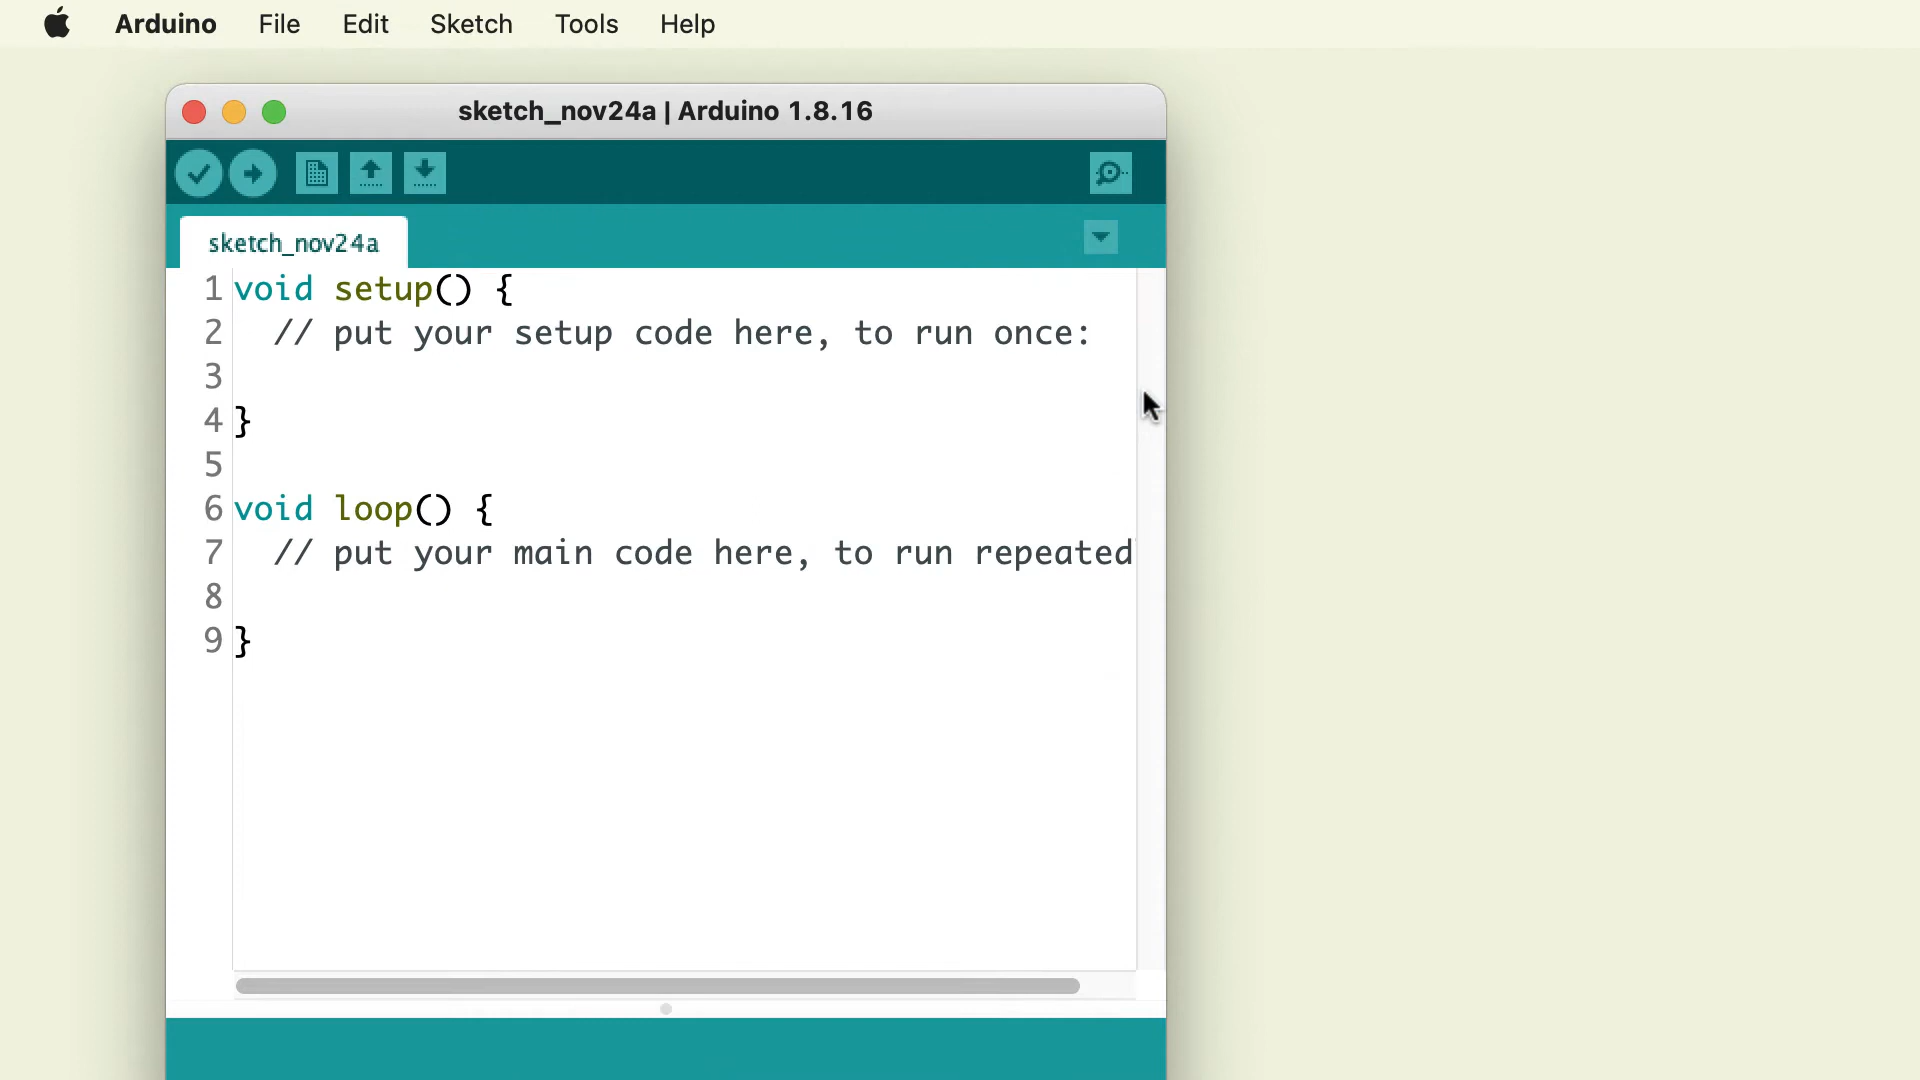 Arduino File Edit Sketch Tools Help
sketch_nov24a | Arduino 1.8.16
sketch_nov24a
1 void setup() {
2   // put your setup code here, to run once:
3
4 }
5
6 void loop() {
7   // put your main code here, to run repeated
8
9 }